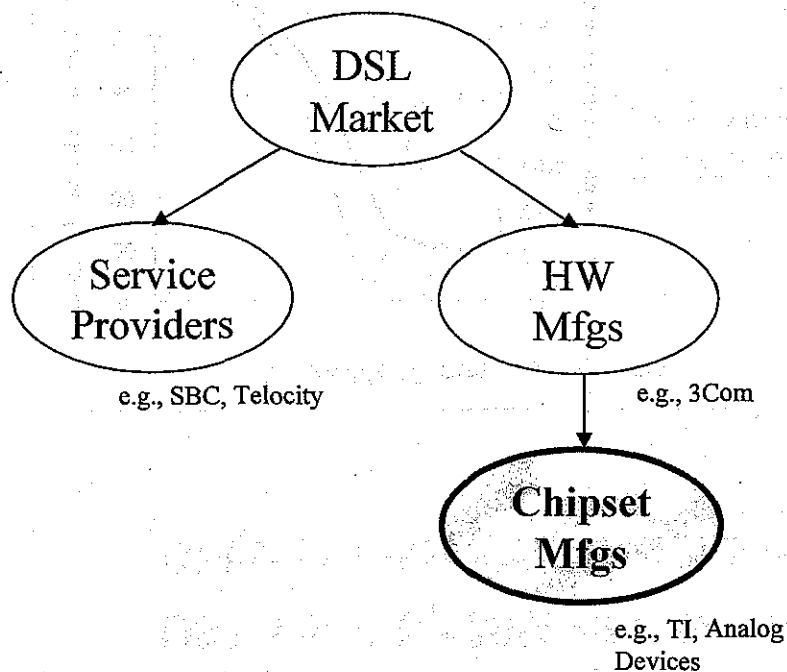 DSL
Market
Service
Providers
e.g., SBC, Telocity
HW
Mfgs
e.g., 3Com
Chipset
Mfgs
e.g., TI, Analog
Devices